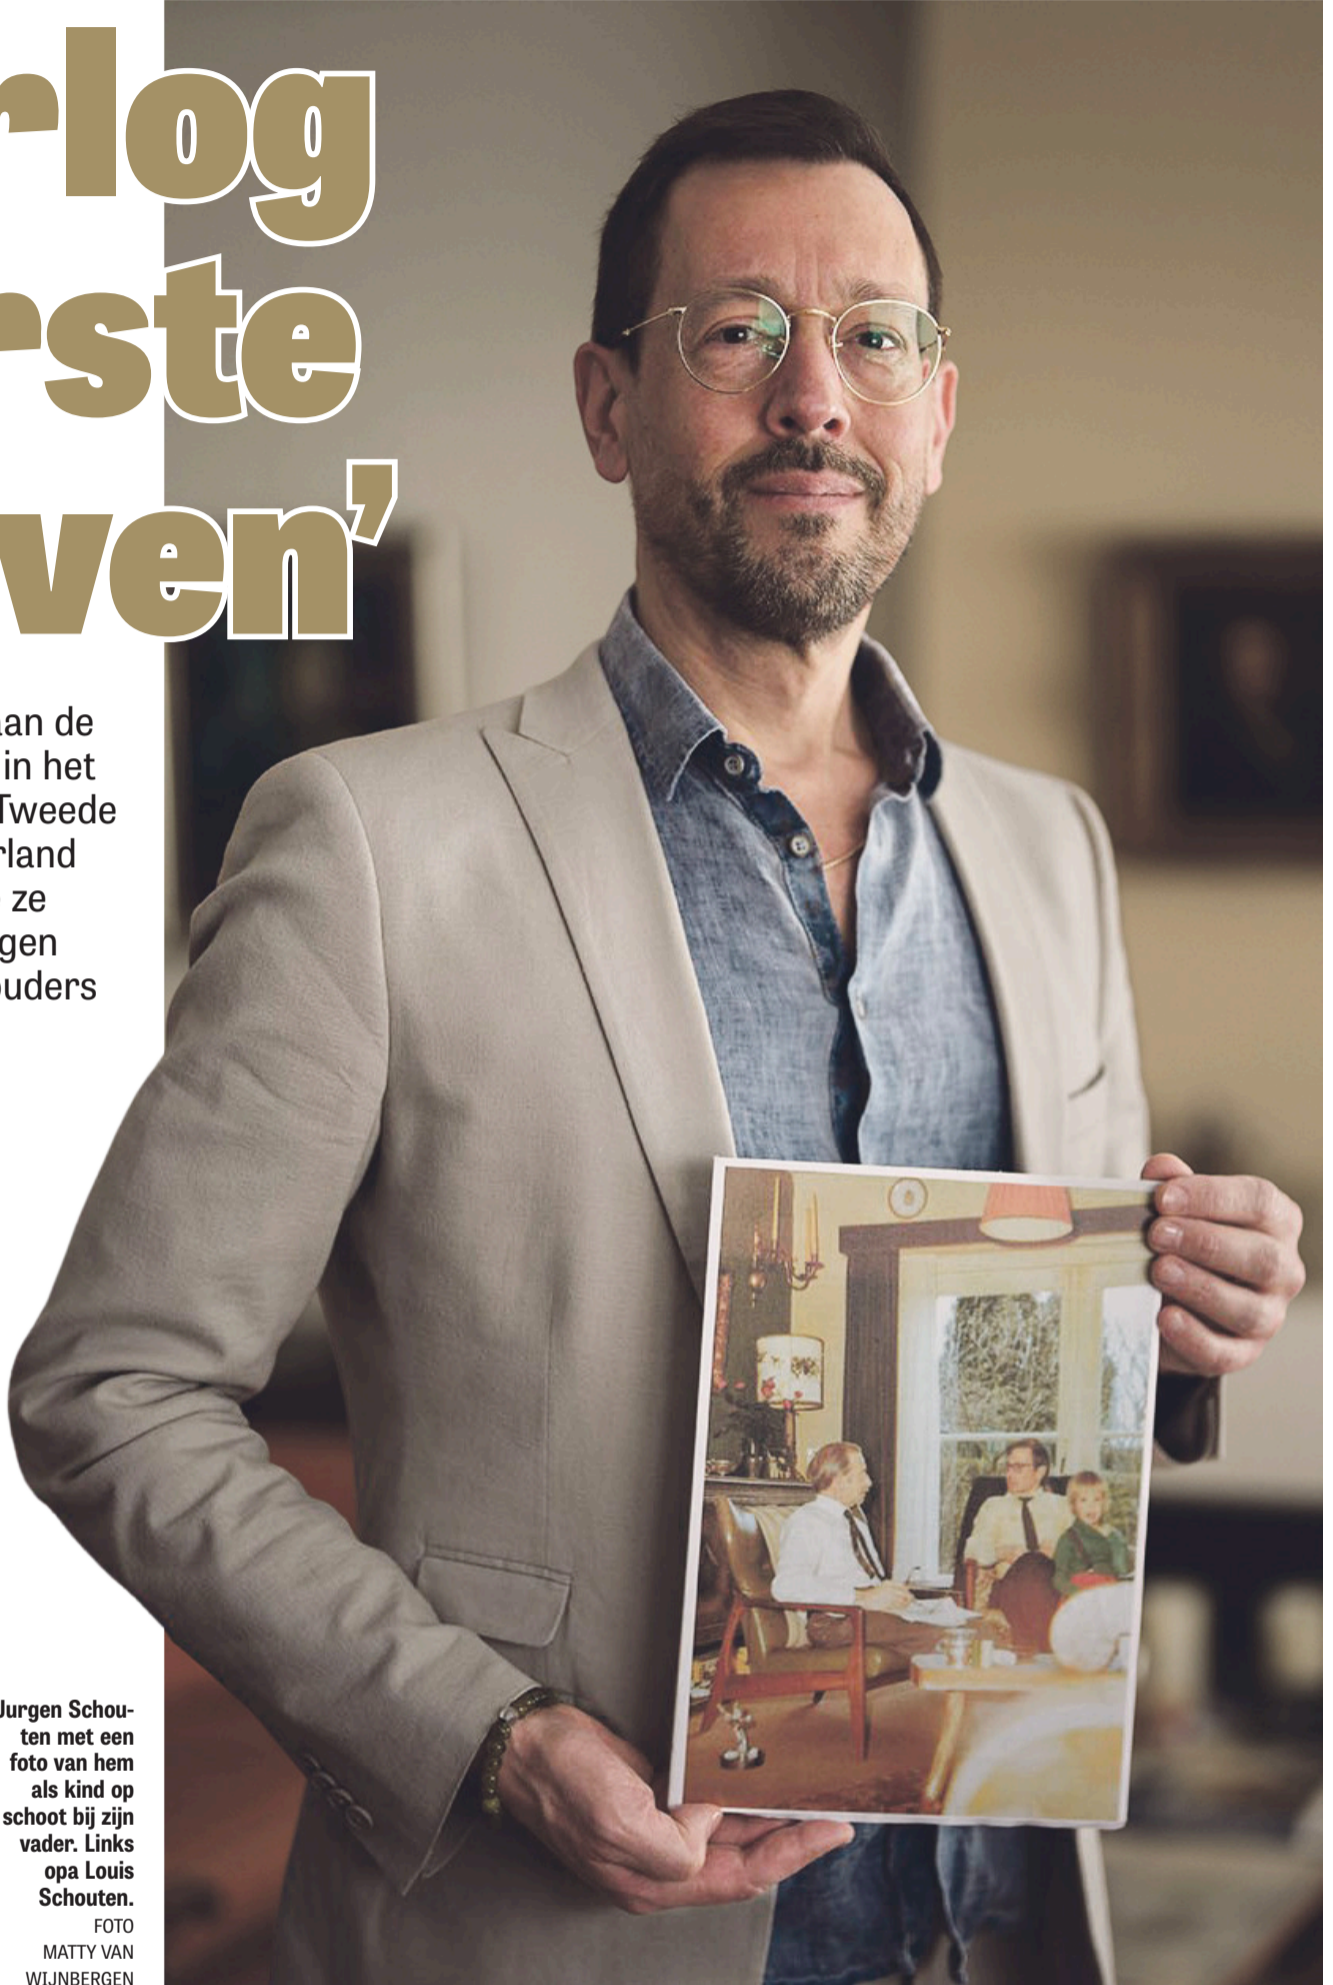 rlog
rste
ven’
aan de
in het
Tweede
rland
ze
gen
ouders
Jurgen Schou-
ten met een
foto van hem
als kind op
schoot bij zijn
vader. Links
opa Louis
Schouten.
FOTO
MATTY VAN
WIJNBERGEN